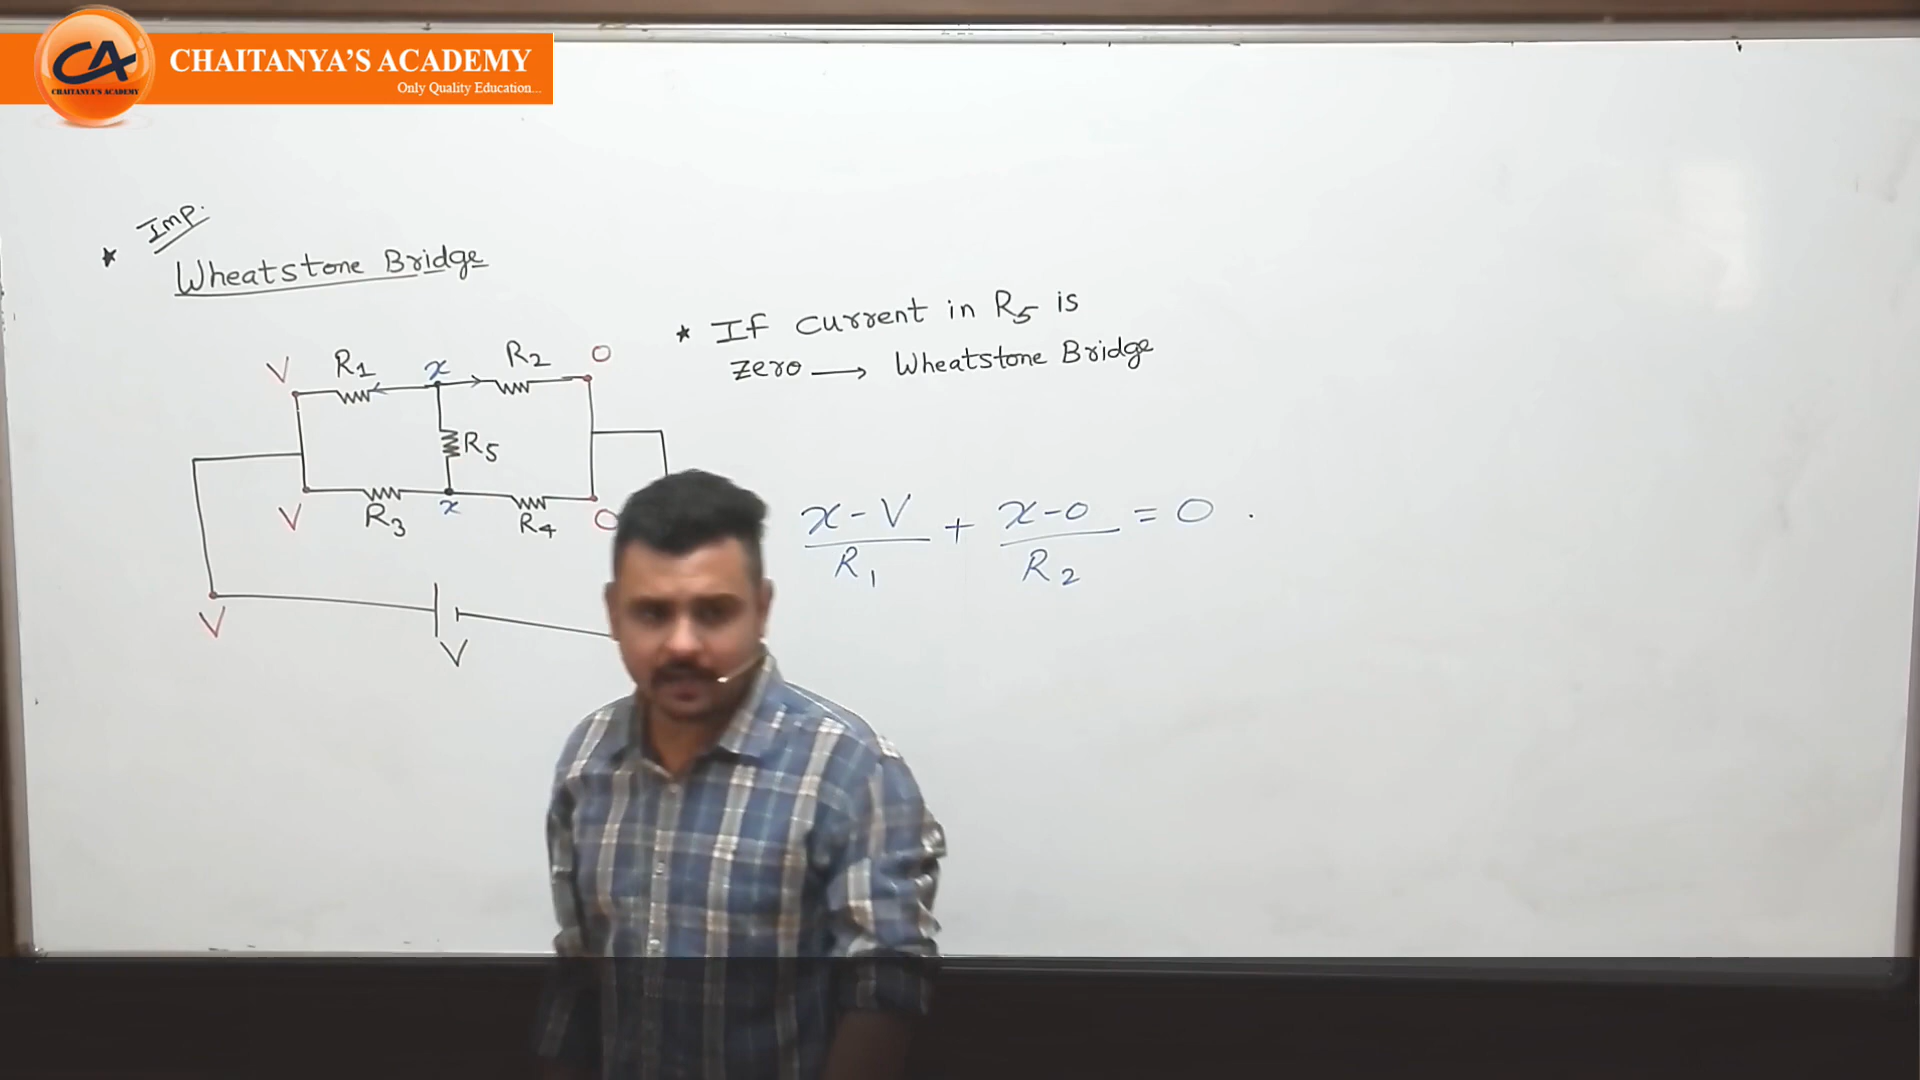 CA
CHAITANYA'S ACADEMY
CHAITANYA'S ACADEMY
Only Quality Education...
★ Imp.
Wheatstone Bridge
★ If current in R5 is
zero → Wheatstone Bridge
V R1 x R2 0
R5
V R3 x R4 0
V V
x-V/R1 + x-0/R2 = 0.